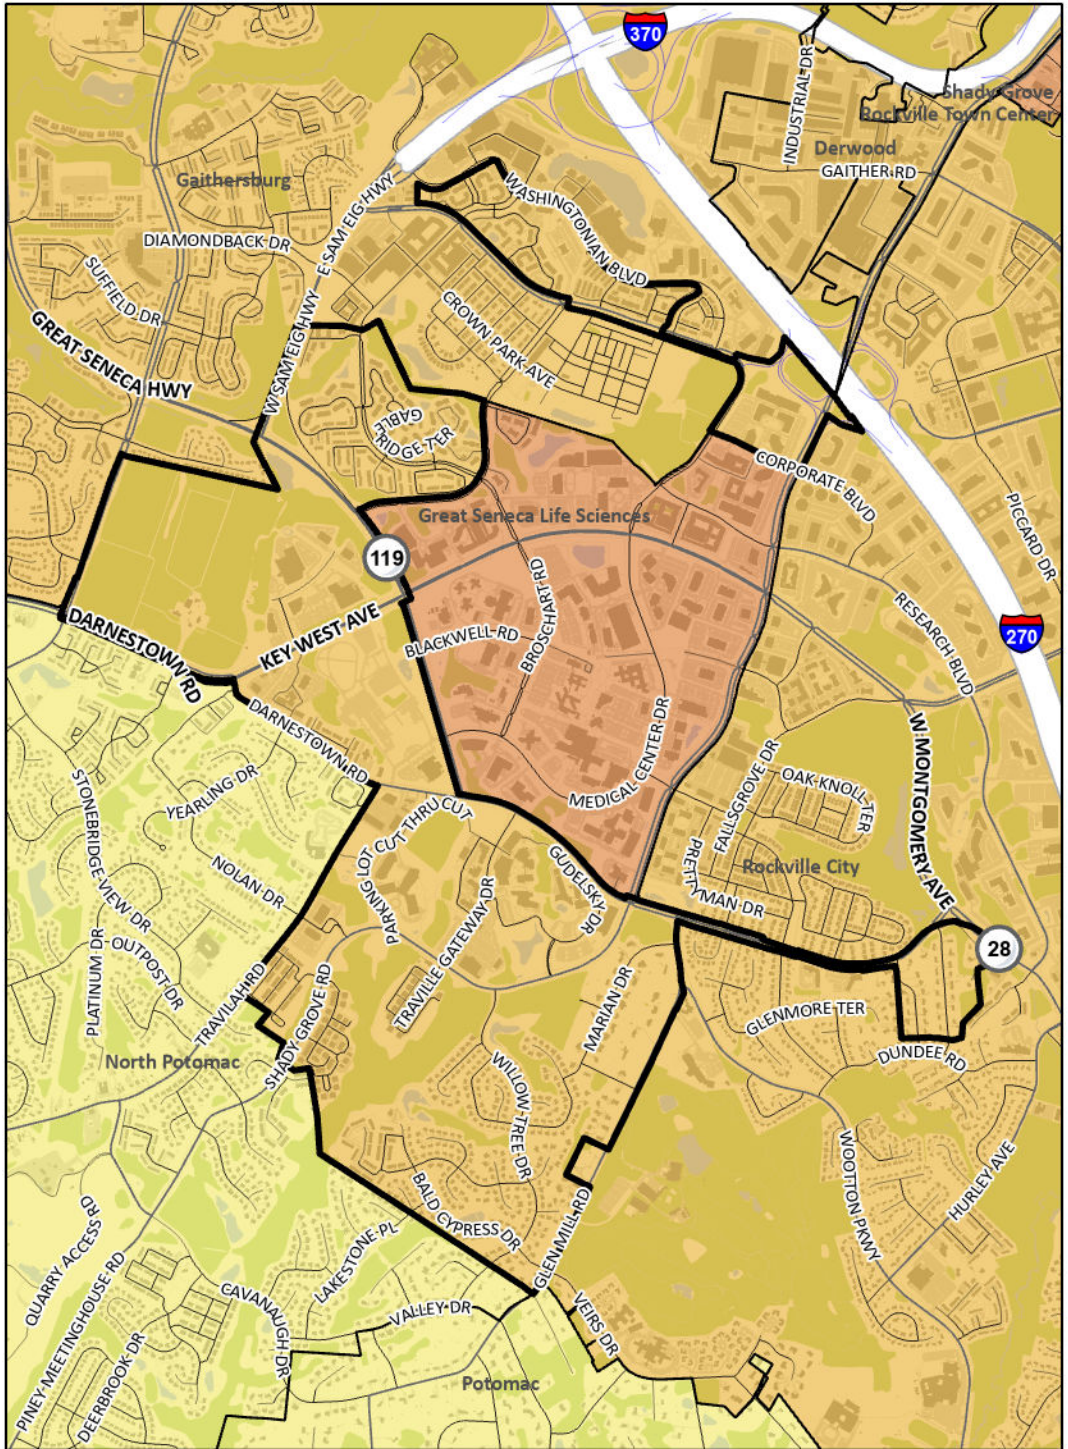 370
INDUSTRIAL DR
Shady Grove
Rockville Town Center
Derwood
GAITHER RD
Gaithersburg
E SAM EIG HWY
WASHINGTONIAN BLVD
DIAMONDBACK DR
SUFFIELD DR
GREAT SENECA HWY
W SAM EIG HWY
CROWN PARK AVE
GABLE
RIDGE TER
CORPORATE BLVD
PICCARD DR
Great Seneca Life Sciences
119
BROSCHART RD
RESEARCH BLVD
270
DARNESTOWN RD
KEY WEST AVE
BLACKWELL RD
DARNESTOWN RD
MEDICAL CENTER DR
W MONTGOMERY AVE
STONEBRIDGE VIEW DR
YEARLING DR
FALLSGROVE DR
OAK KNOLL TER
PARKING LOT CUT THRU CUT
NOLAN DR
GUDELSKY DR
PRETTYMAN DR
Rockville City
PLATINUM DR
OUTPOST DR
TRAVILLE GATEWAY DR
28
TRAVILAH RD
SHADY GROVE RD
MARIAN DR
GLENMORE TER
DUNDEE RD
North Potomac
WILLOW TREE DR
WOOTTON PKWY
HURLEY AVE
BALD CYPRESS DR
QUARRY ACCESS
RD
LAKESTONE PL
GLEN MILL RD
PINEY MEETINGHOUSE RD
CAVANAUGH DR
VALLEY DR
VEIRS DR
DEERBROOK DR
Potomac